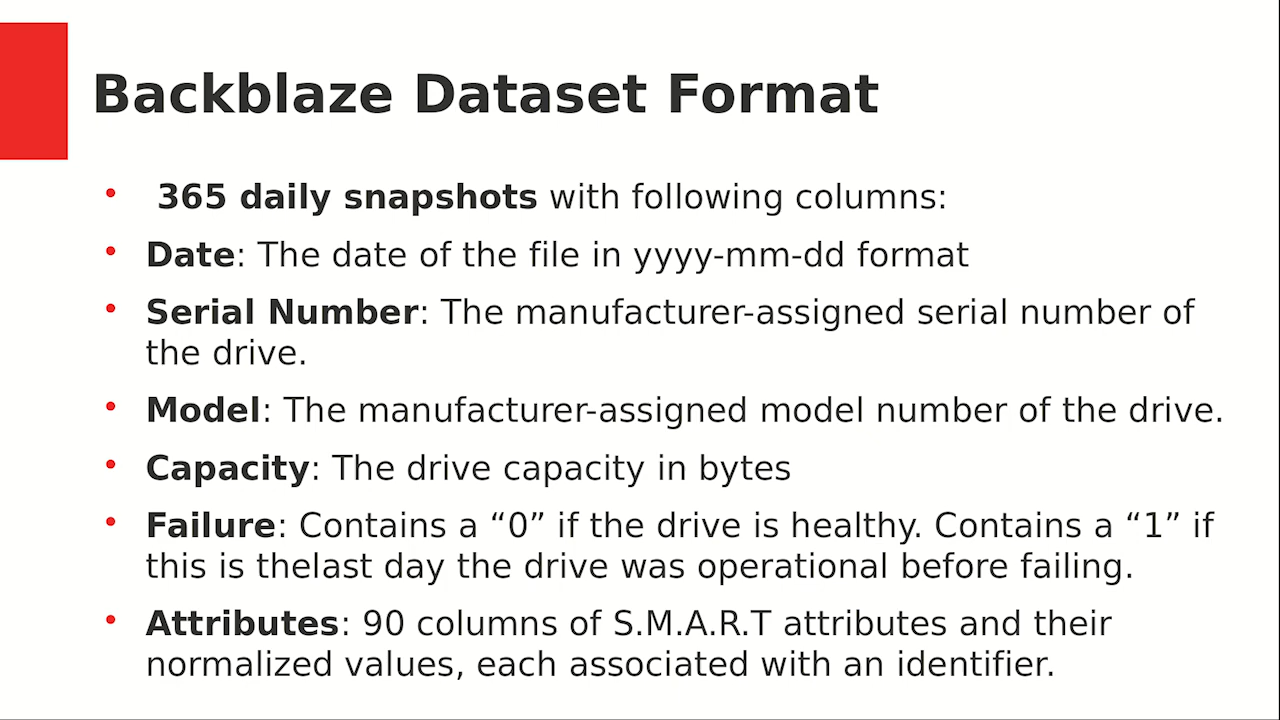 Backblaze Dataset Format
• 365 daily snapshots with following columns:
• Date: The date of the file in yyyy-mm-dd format
• Serial Number: The manufacturer-assigned serial number of
the drive.
• Model: The manufacturer-assigned model number of the drive.
• Capacity: The drive capacity in bytes
• Failure: Contains a “0” if the drive is healthy. Contains a “1” if
this is thelast day the drive was operational before failing.
• Attributes: 90 columns of S.M.A.R.T attributes and their
normalized values, each associated with an identifier.